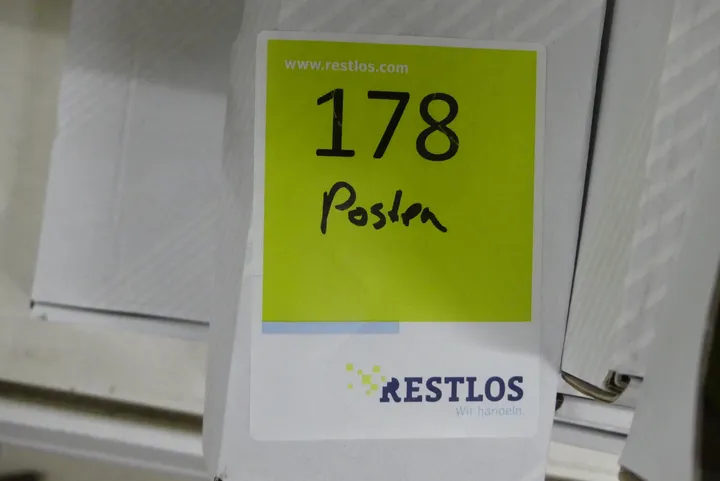 www.restlos.com
178
Posten
RESTLOS
Wir handeln.